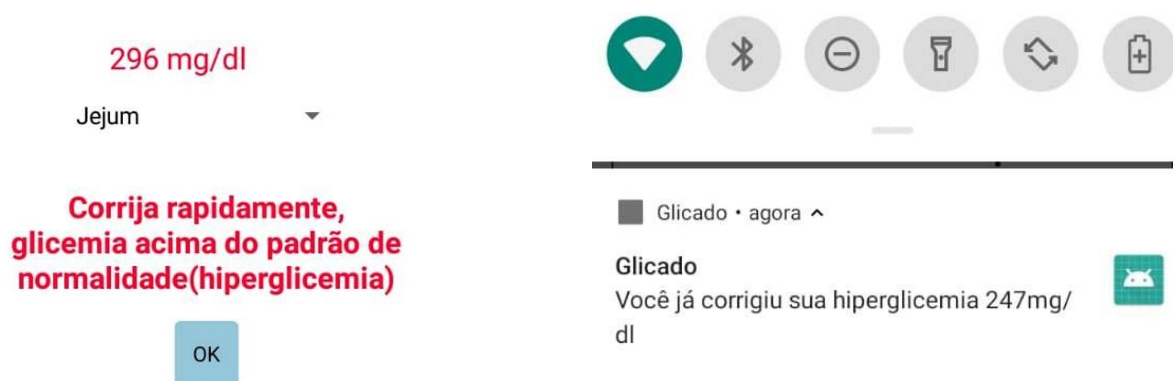 296 mg/dl
Jejum
Corrija rapidamente,
glicemia acima do padrão de
normalidade(hiperglicemia)
OK
Glicado • agora
Glicado
Você já corrigiu sua hiperglicemia 247mg/
dl